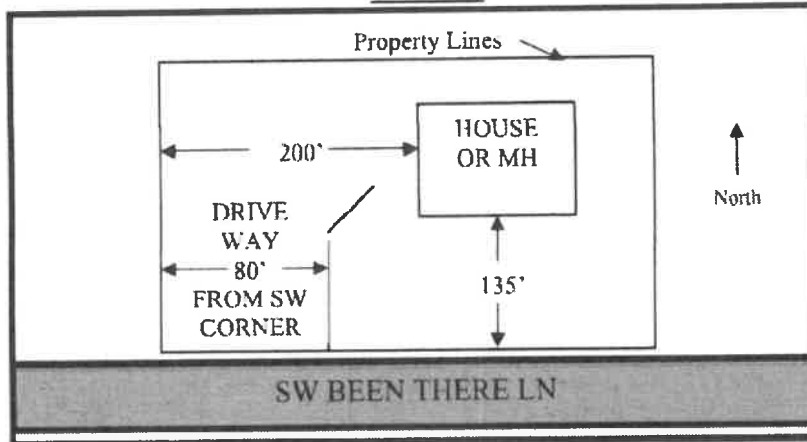 Property Lines
HOUSE
OR MH
200'
North
DRIVE
WAY
80'
FROM SW
CORNER
135'
SW BEEN THERE LN